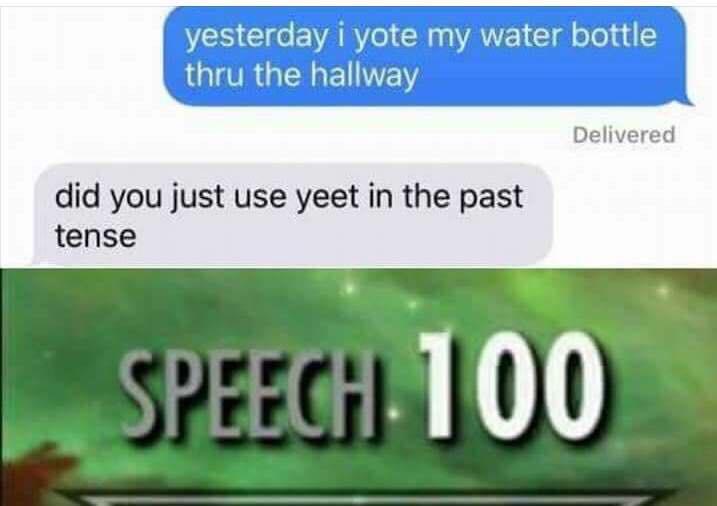 yesterday i yote my water bottle
thru the hallway
Delivered
did you just use yeet in the past
tense
SPEECH 100